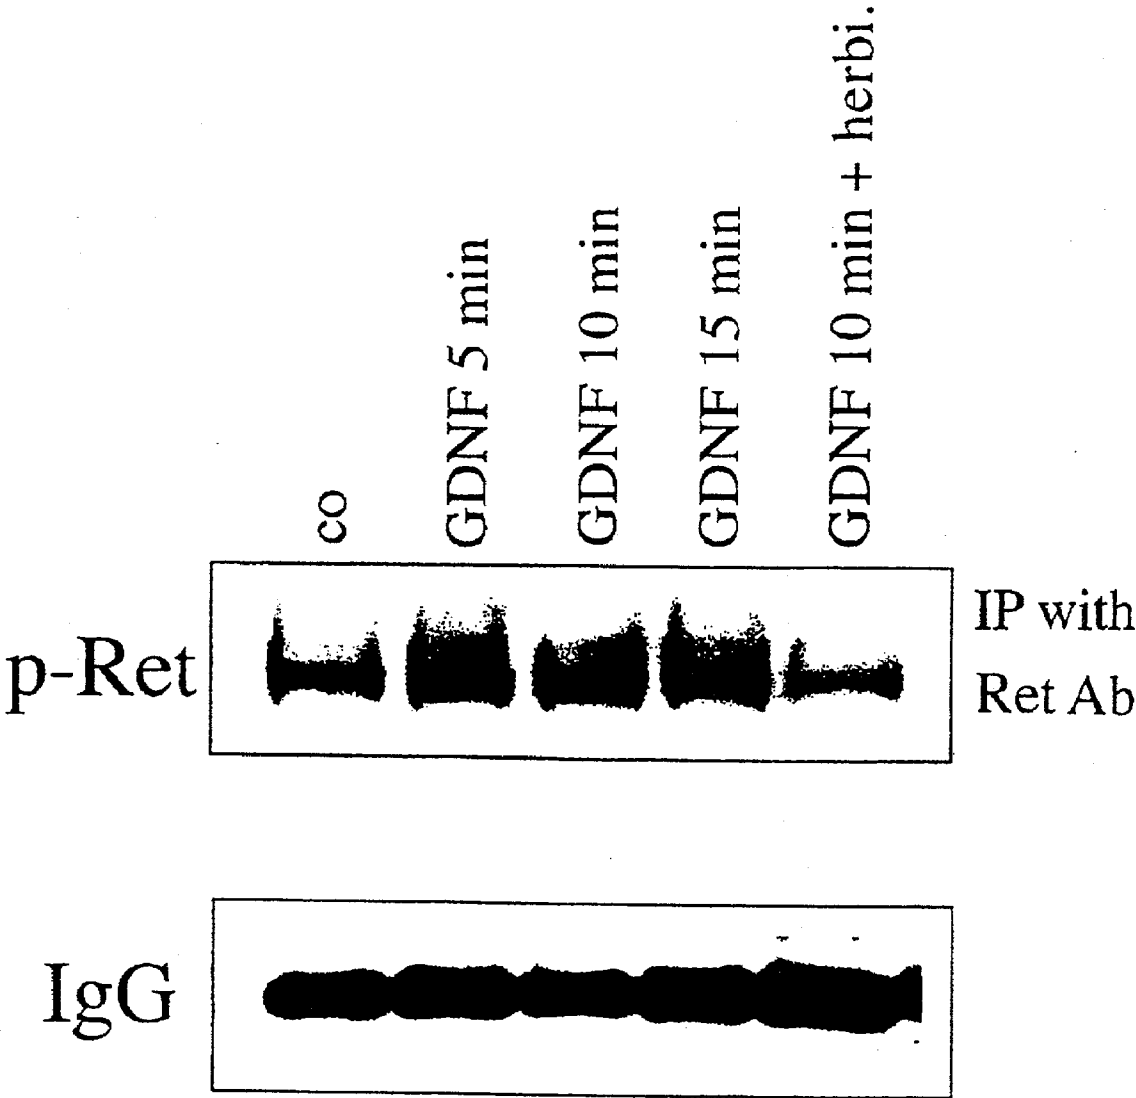 co
GDNF 5 min
GDNF 10 min
GDNF 15 min
GDNF 10 min + herbi.
p-Ret
IP with
Ret Ab
IgG